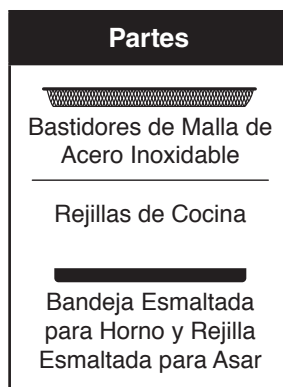 Partes
Bastidores de Malla de
Acero Inoxidable
Rejillas de Cocina
Bandeja Esmaltada
para Horno y Rejilla
Esmaltada para Asar